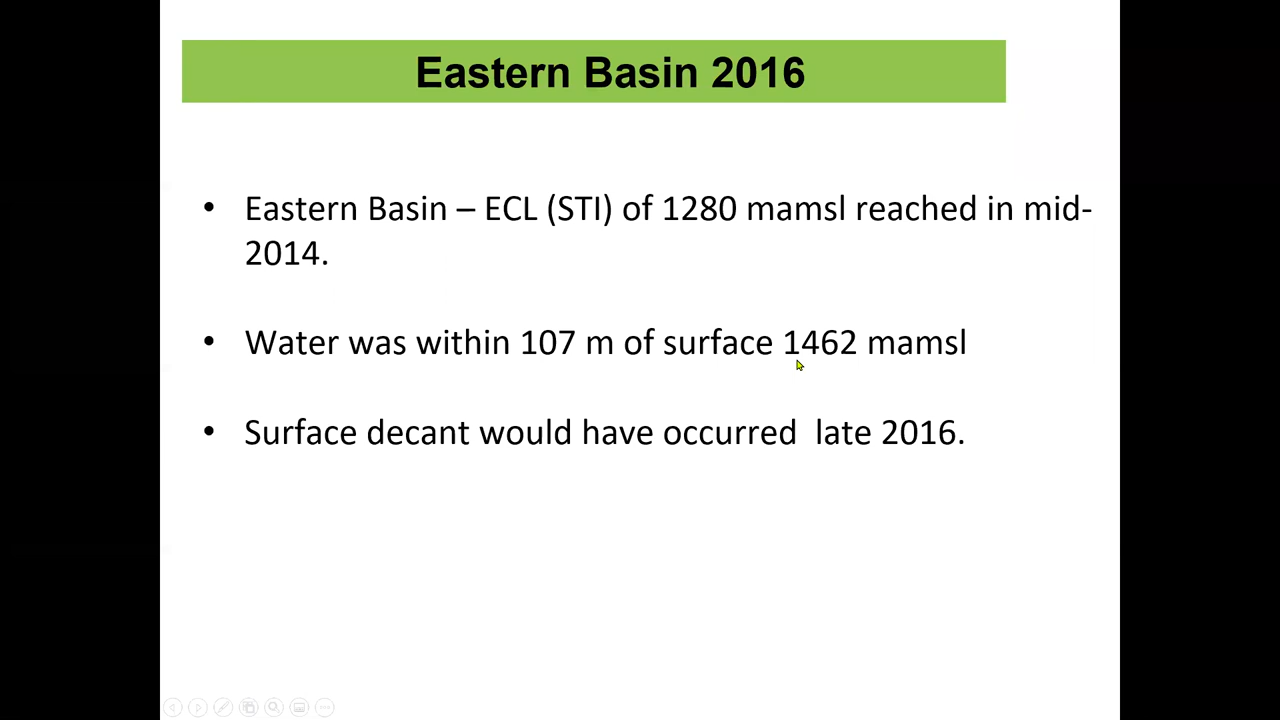 Eastern Basin 2016
• Eastern Basin – ECL (STI) of 1280 mamsl reached in mid-
2014.
• Water was within 107 m of surface 1462 mamsl
• Surface decant would have occurred  late 2016.